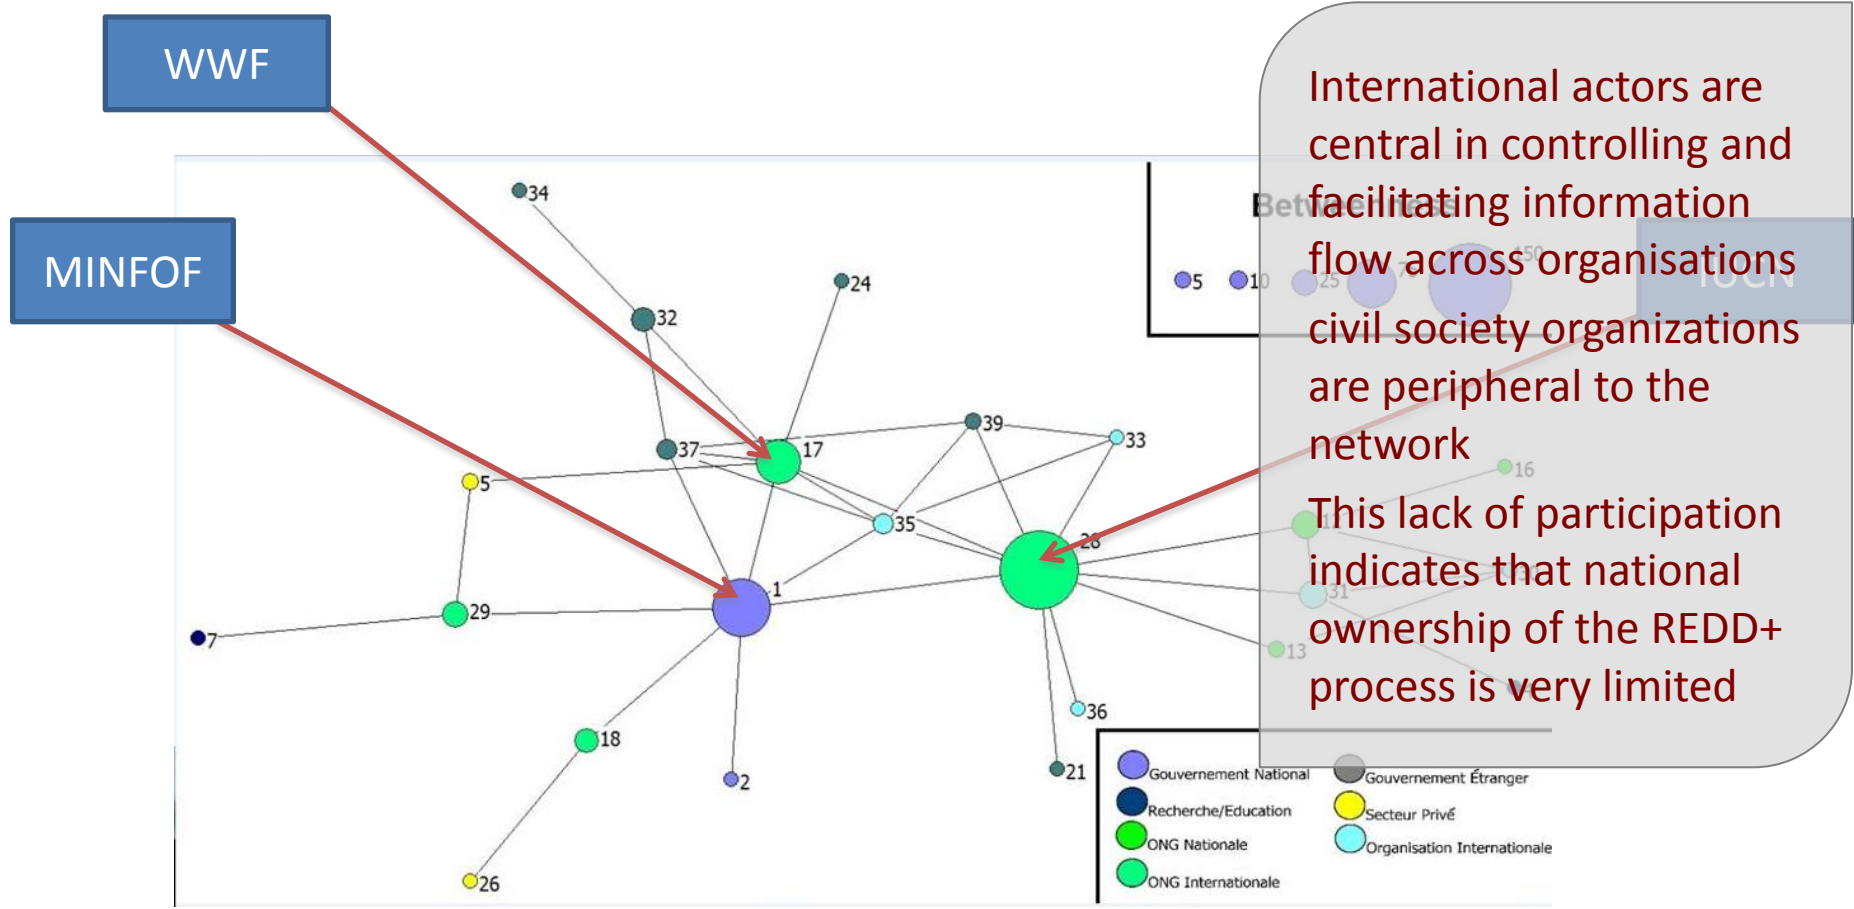 WWF
MINFOF
IUCN
International actors are
central in controlling and
facilitating information
flow across organisations
civil society organizations
are peripheral to the
network
This lack of participation
indicates that national
ownership of the REDD+
process is very limited
Betweenness
5
10
25
150
34
24
32
39
33
37
17
16
5
35
12
28
1
31
29
7
13
36
18
2
21
26
Gouvernement National
Recherche/Education
ONG Nationale
ONG Internationale
Gouvernement Étranger
Secteur Privé
Organisation Internationale